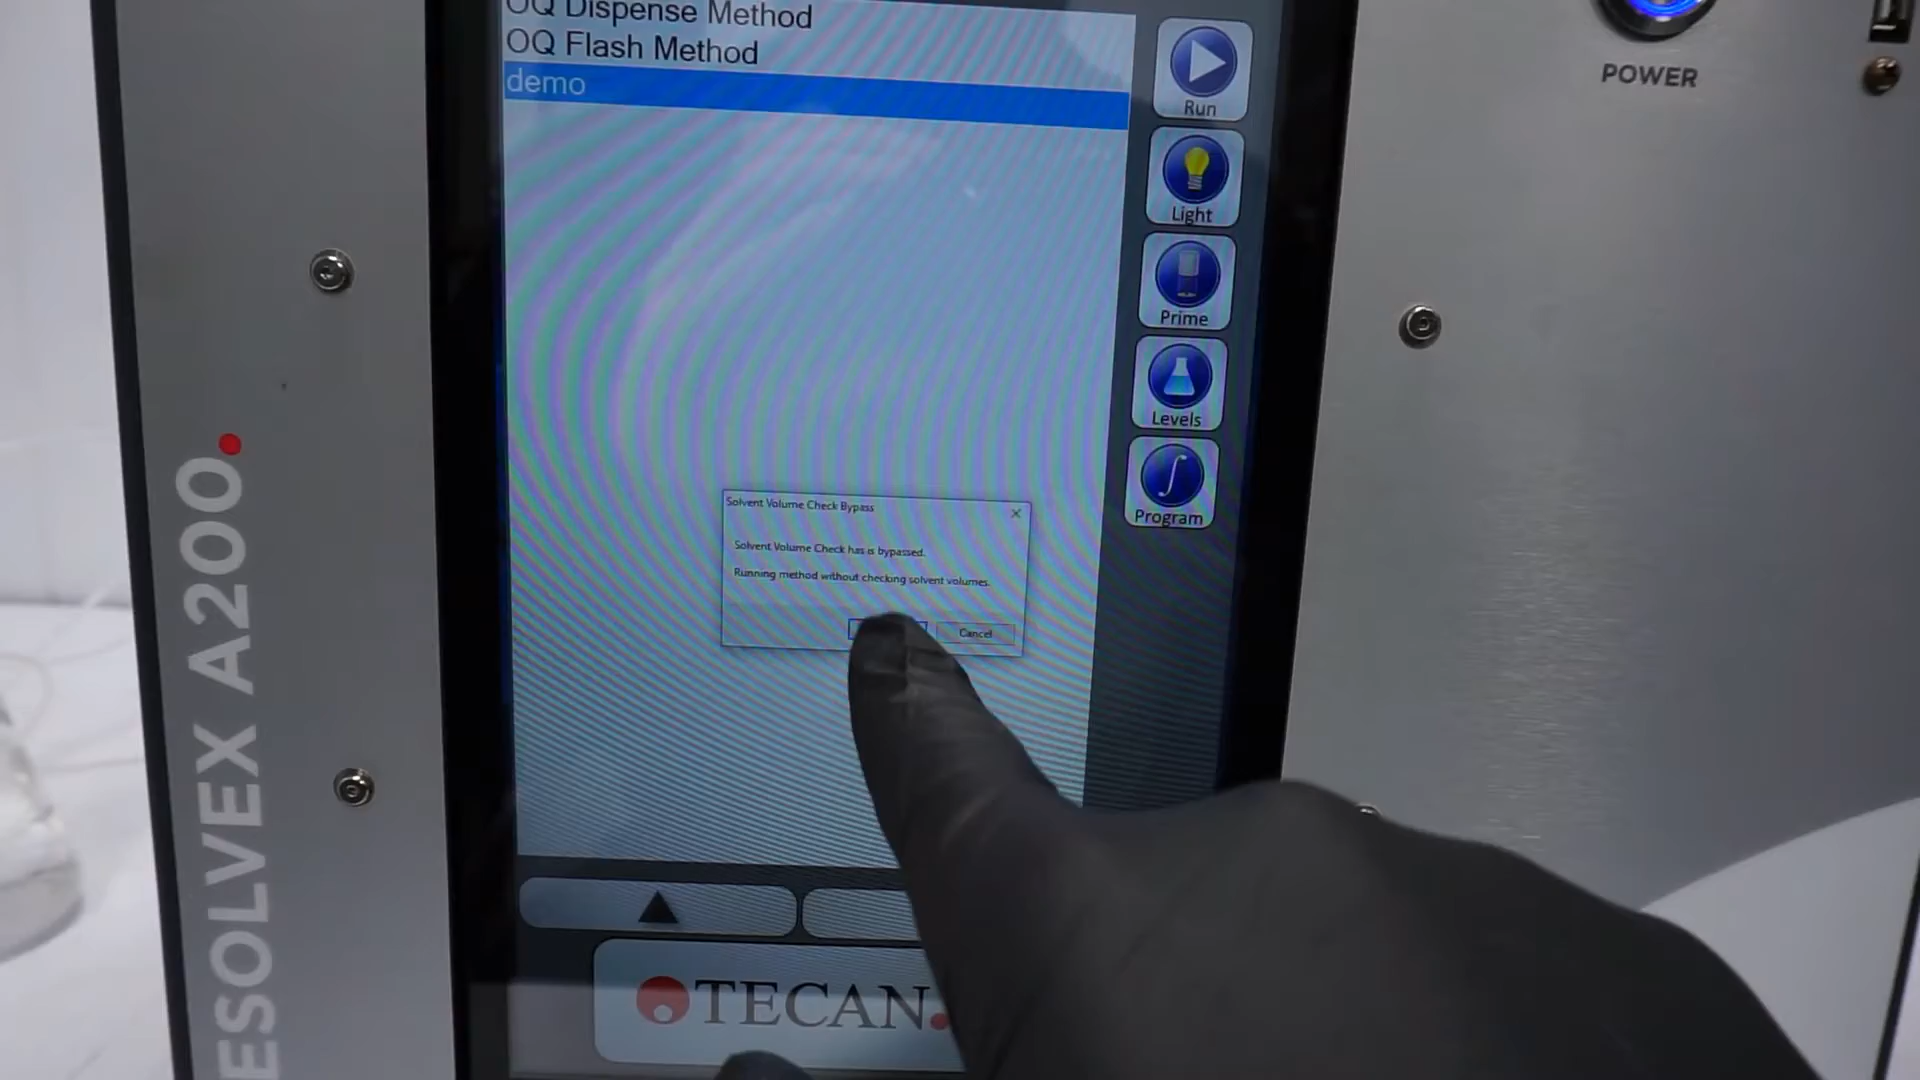 OQ Dispense Method
OQ Flash Method
demo
Run
Light
Prime
Levels
Program
Solvent Volume Check Bypass
Solvent Volume Check has is bypassed.
Running method without checking solvent volumes.
Cancel
TECAN.
ESOLVEX A200
POWER